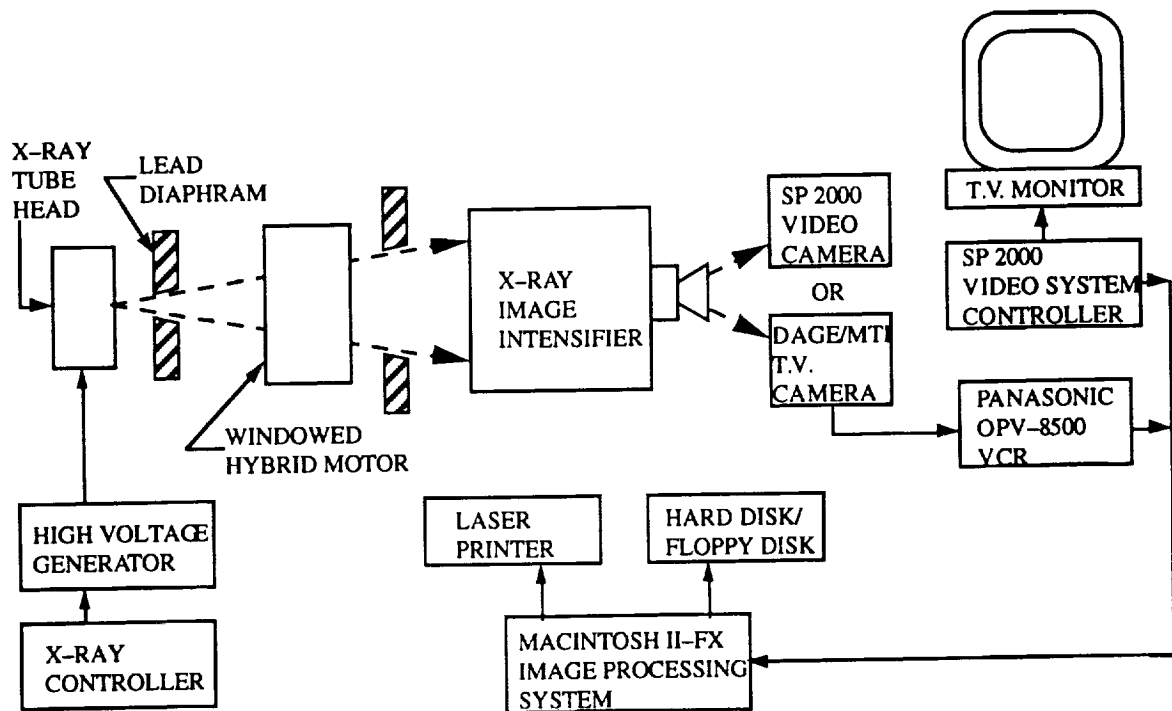 X–RAY
TUBE
HEAD
LEAD
DIAPHRAM
WINDOWED
HYBRID MOTOR
X–RAY
IMAGE
INTENSIFIER
SP 2000
VIDEO
CAMERA
OR
DAGE/MTI
T.V.
CAMERA
T.V. MONITOR
SP 2000
VIDEO SYSTEM
CONTROLLER
PANASONIC
OPV–8500
VCR
HIGH VOLTAGE
GENERATOR
X–RAY
CONTROLLER
LASER
PRINTER
HARD DISK/
FLOPPY DISK
MACINTOSH II–FX
IMAGE PROCESSING
SYSTEM